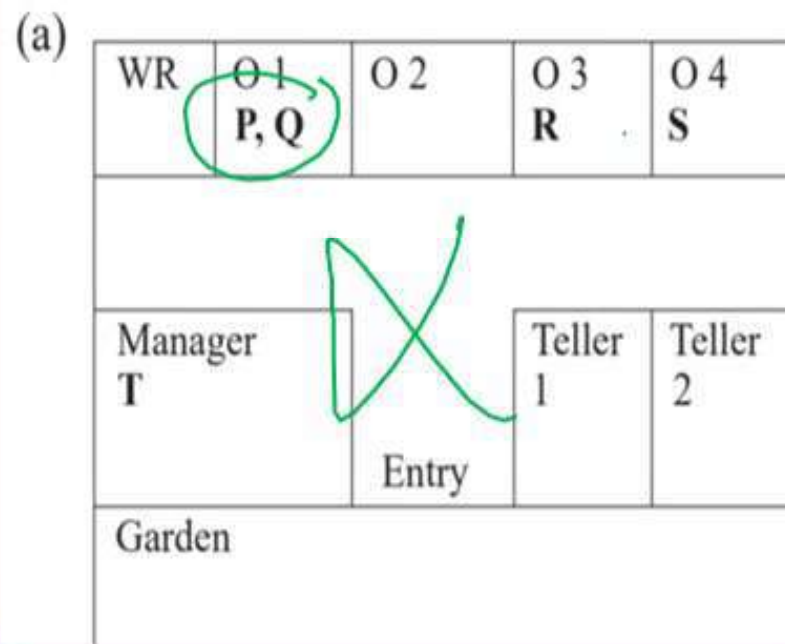 (a)
WR O 1 O 2 O 3 O 4
P, Q R S
Manager Teller Teller
T 1 2
Entry
Garden